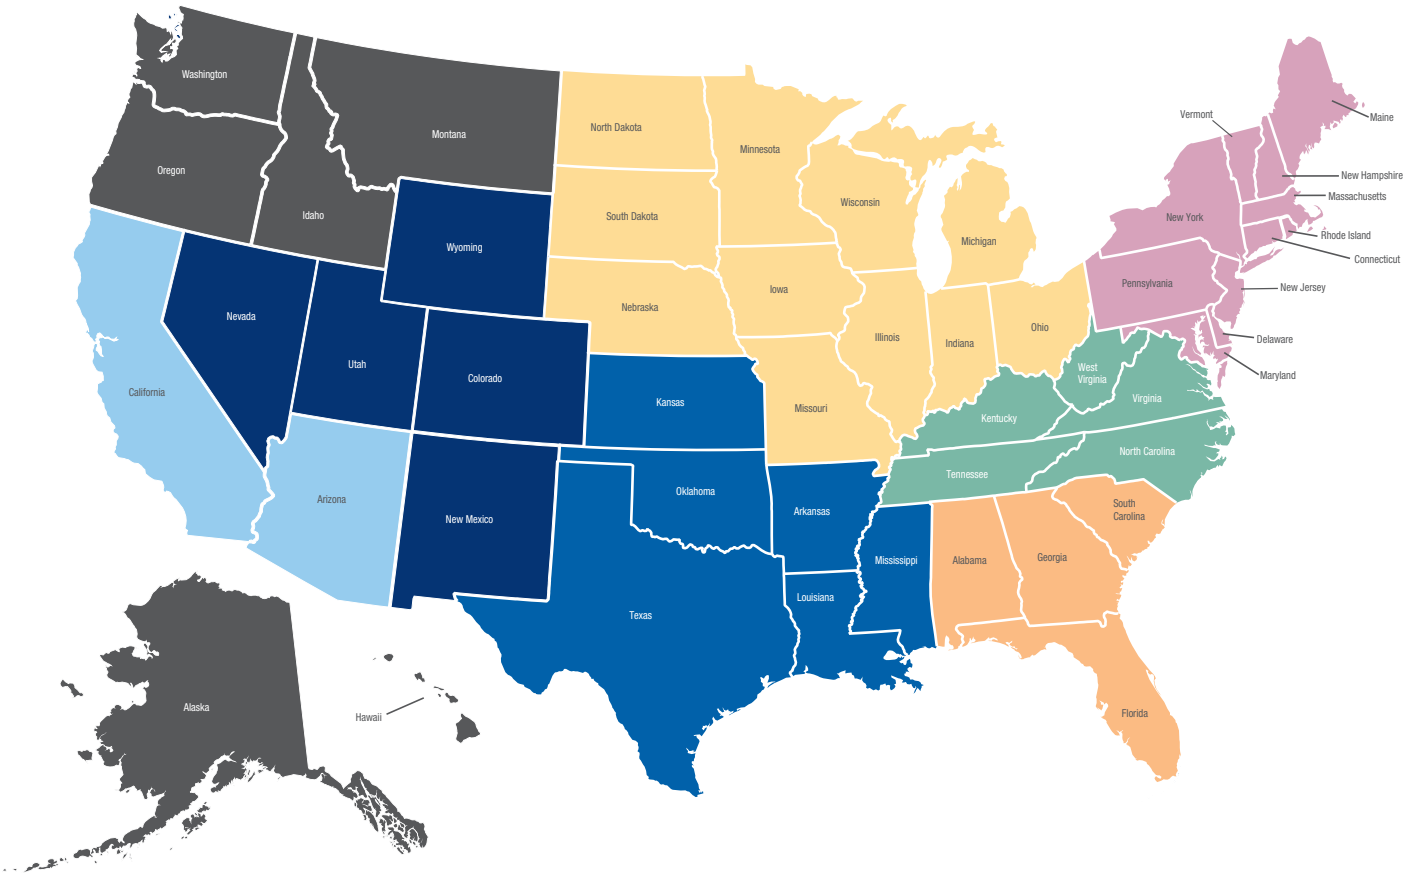 Washington
Oregon
Idaho
Montana
Wyoming
Nevada
Utah
Colorado
California
Arizona
New Mexico
North Dakota
South Dakota
Nebraska
Kansas
Oklahoma
Texas
Minnesota
Iowa
Missouri
Arkansas
Louisiana
Wisconsin
Illinois
Michigan
Indiana
Ohio
Kentucky
Tennessee
Mississippi
Alabama
Georgia
Florida
South
Carolina
North Carolina
Virginia
West
Virginia
Pennsylvania
New York
Vermont
Maine
New Hampshire
Massachusetts
Rhode Island
Connecticut
New Jersey
Delaware
Maryland
Alaska
Hawaii